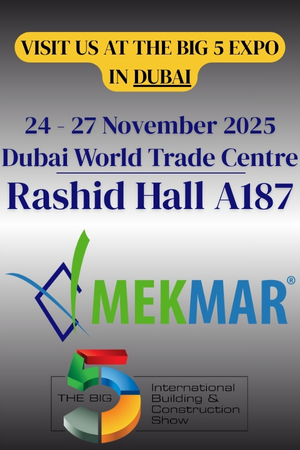 VISIT US AT THE BIG 5 EXPO
IN DUBAI
24 - 27 November 2025
Dubai World Trade Centre
Rashid Hall A187
MEKMAR®
5
THE BIG
International
Building &
Construction
Show